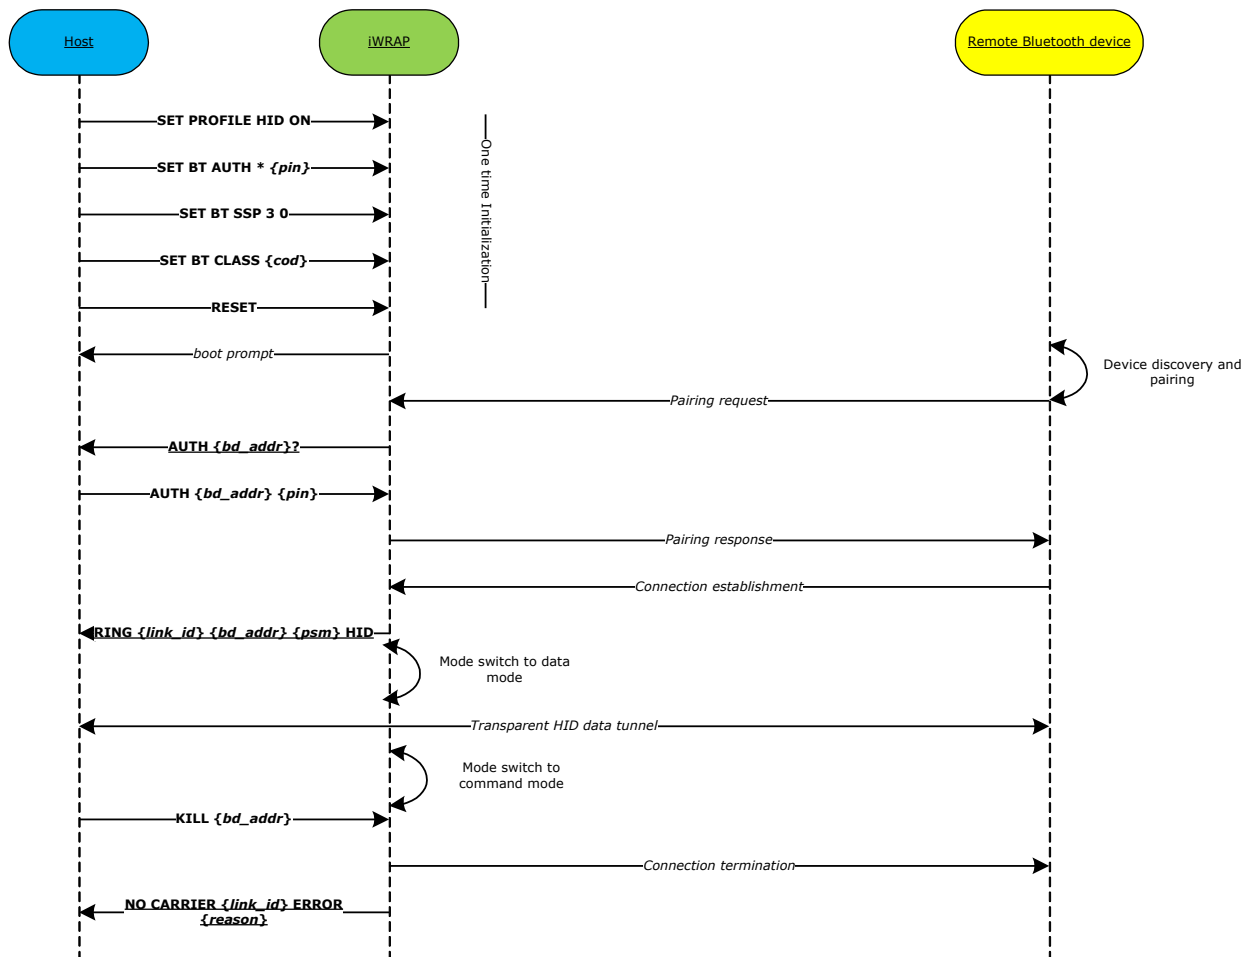 Host
iWRAP
Remote Bluetooth device
SET PROFILE HID ON
SET BT AUTH * {pin}
SET BT SSP 3 0
SET BT CLASS {cod}
RESET
One time Initialization
boot prompt
Device discovery and
pairing
Pairing request
AUTH {bd_addr}?
AUTH {bd_addr} {pin}
Pairing response
Connection establishment
RING {link_id} {bd_addr} {psm} HID
Mode switch to data
mode
Transparent HID data tunnel
Mode switch to
command mode
KILL {bd_addr}
Connection termination
NO CARRIER {link_id} ERROR
{reason}